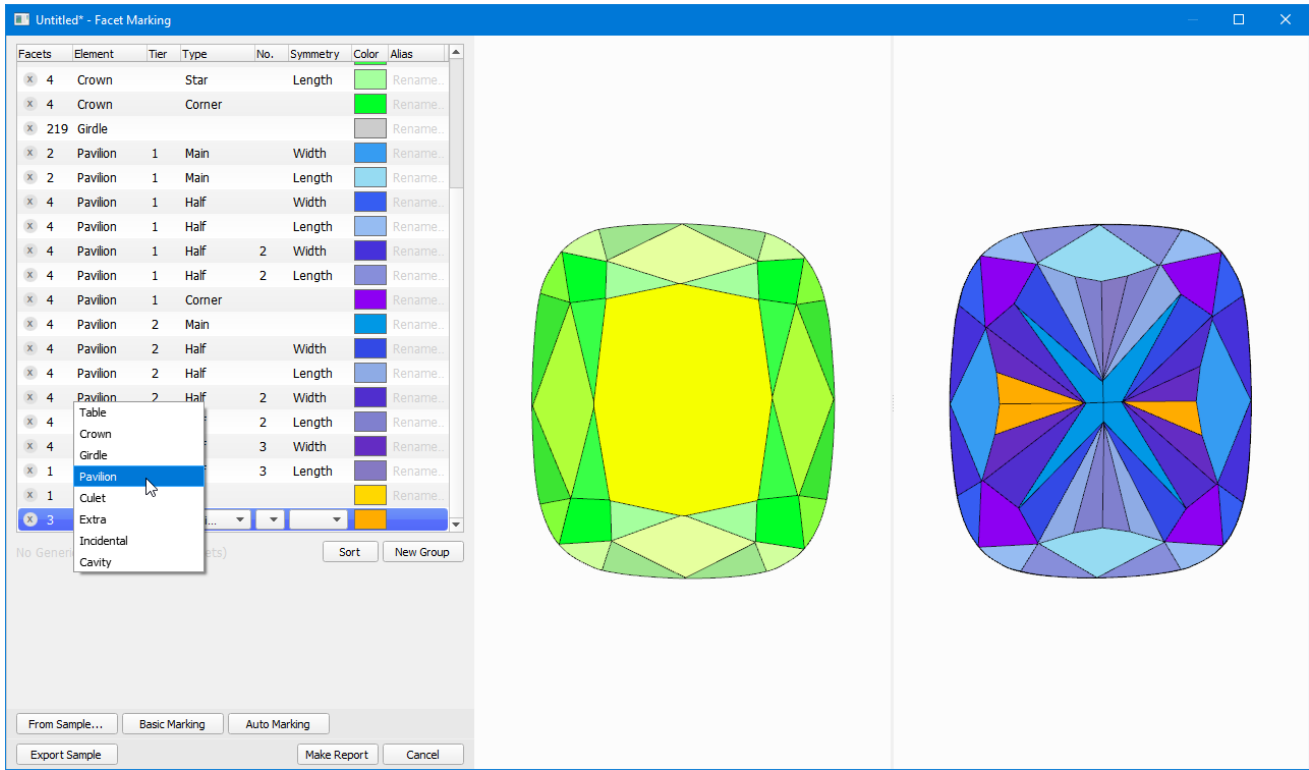 Untitled* - Facet Marking
Facets Element Tier Type No. Symmetry Color Alias
x 4 Crown Star Length Rename..
x 4 Crown Corner Rename..
x 219 Girdle Rename..
x 2 Pavilion 1 Main Width Rename..
x 2 Pavilion 1 Main Length Rename..
x 4 Pavilion 1 Half Width Rename..
x 4 Pavilion 1 Half Length Rename..
x 4 Pavilion 1 Half 2 Width Rename..
x 4 Pavilion 1 Half 2 Length Rename..
x 4 Pavilion 1 Corner Rename..
x 4 Pavilion 2 Main Rename..
x 4 Pavilion 2 Half Width Rename..
x 4 Pavilion 2 Half Length Rename..
x 4 Pavilion 2 Half 2 Width Rename..
x 4 2 Length Rename..
x 4 3 Width Rename..
x 1 3 Length Rename..
x 1 Rename..
x 3
Table
Crown
Girdle
Pavilion
Culet
Extra
Incidental
Cavity
No Sort New Group
From Sample... Basic Marking Auto Marking
Export Sample Make Report Cancel